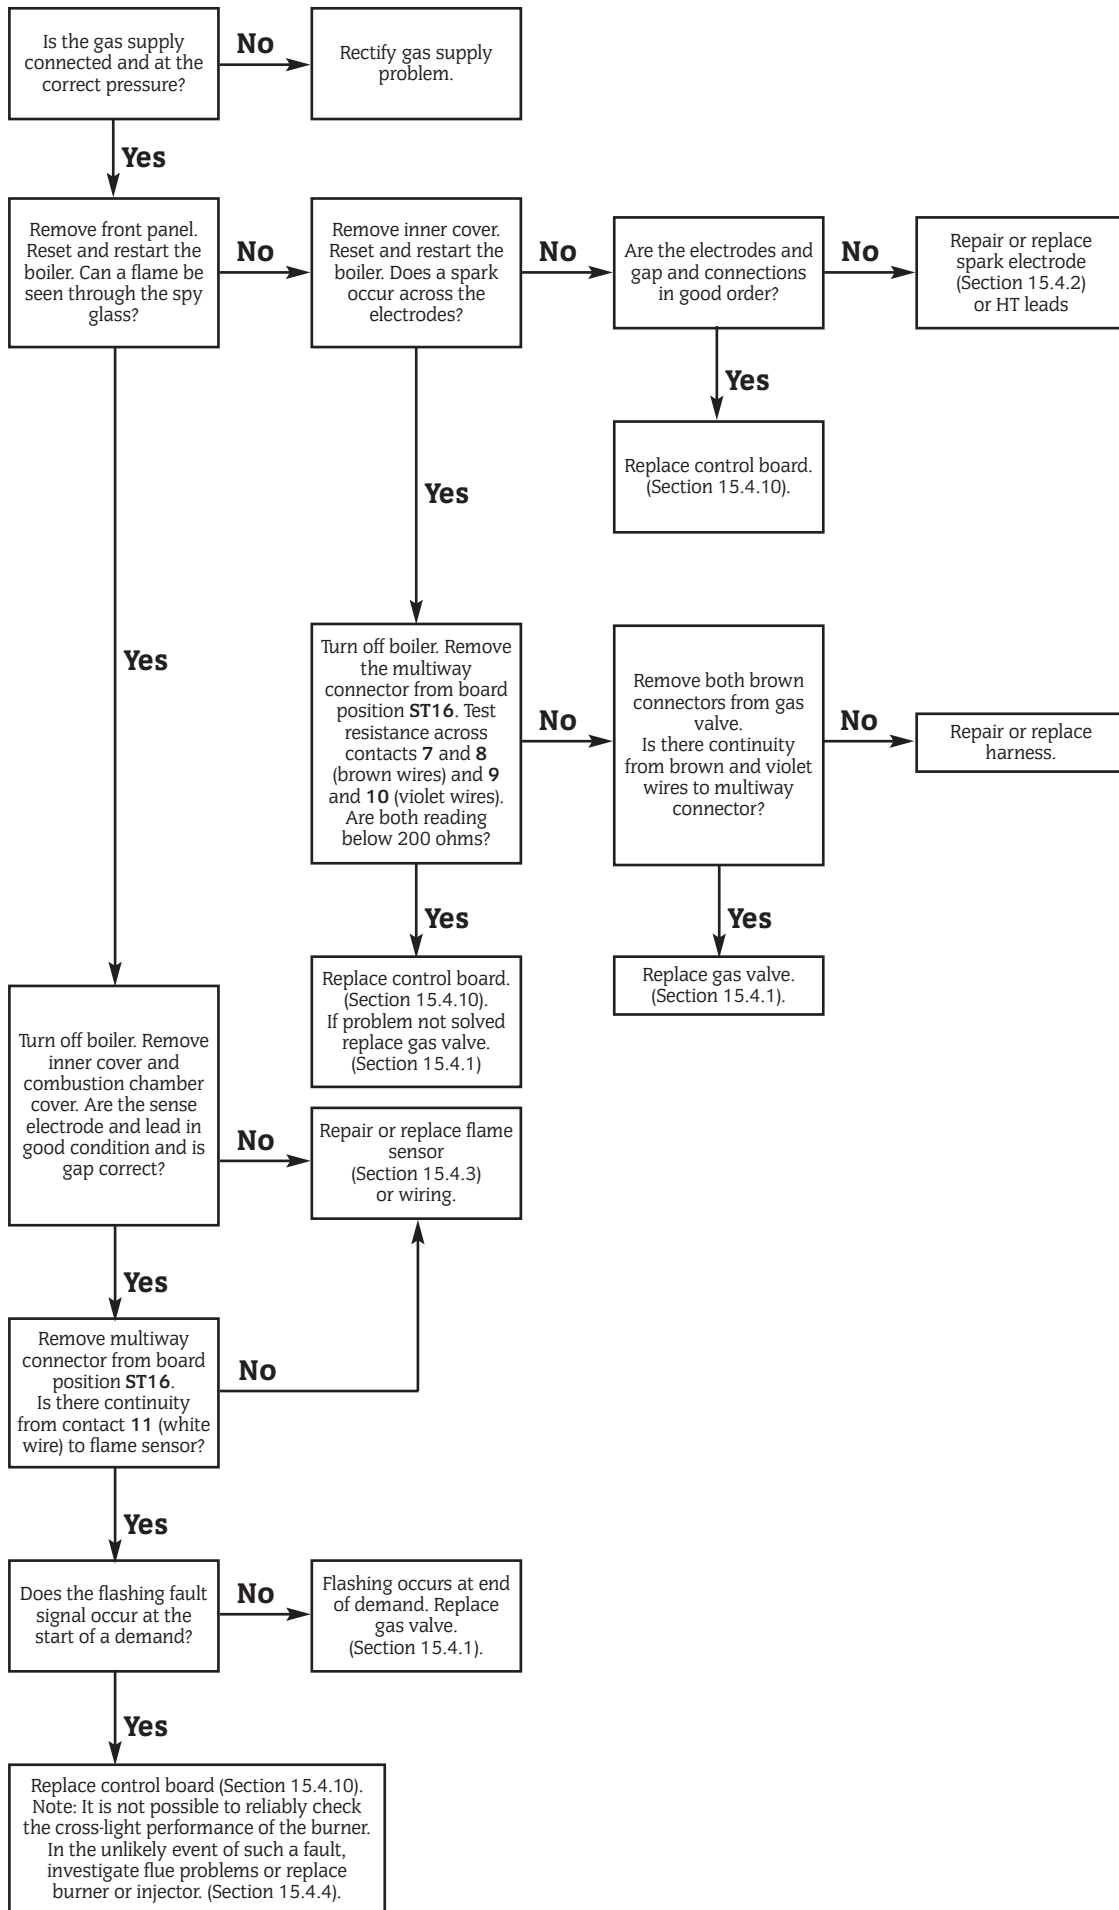 Is the gas supply
connected and at the
correct pressure?
No
Rectify gas supply
problem.
Yes
Remove front panel.
Reset and restart the
boiler. Can a flame be
seen through the spy
glass?
No
Remove inner cover.
Reset and restart the
boiler. Does a spark
occur across the
electrodes?
No
Are the electrodes and
gap and connections
in good order?
No
Repair or replace
spark electrode
(Section 15.4.2)
or HT leads
Yes
Replace control board.
(Section 15.4.10).
Yes
Yes
Turn off boiler. Remove
the multiway
connector from board
position ST16. Test
resistance across
contacts 7 and 8
(brown wires) and 9
and 10 (violet wires).
Are both reading
below 200 ohms?
No
Remove both brown
connectors from gas
valve.
Is there continuity
from brown and violet
wires to multiway
connector?
No
Repair or replace
harness.
Yes
Replace control board.
(Section 15.4.10).
If problem not solved
replace gas valve.
(Section 15.4.1)
Yes
Replace gas valve.
(Section 15.4.1).
Turn off boiler. Remove
inner cover and
combustion chamber
cover. Are the sense
electrode and lead in
good condition and is
gap correct?
No
Repair or replace flame
sensor
(Section 15.4.3)
or wiring.
Yes
Remove multiway
connector from board
position ST16.
Is there continuity
from contact 11 (white
wire) to flame sensor?
No
Yes
Does the flashing fault
signal occur at the
start of a demand?
No
Flashing occurs at end
of demand. Replace
gas valve.
(Section 15.4.1).
Yes
Replace control board (Section 15.4.10).
Note: It is not possible to reliably check
the cross-light performance of the burner.
In the unlikely event of such a fault,
investigate flue problems or replace
burner or injector. (Section 15.4.4).